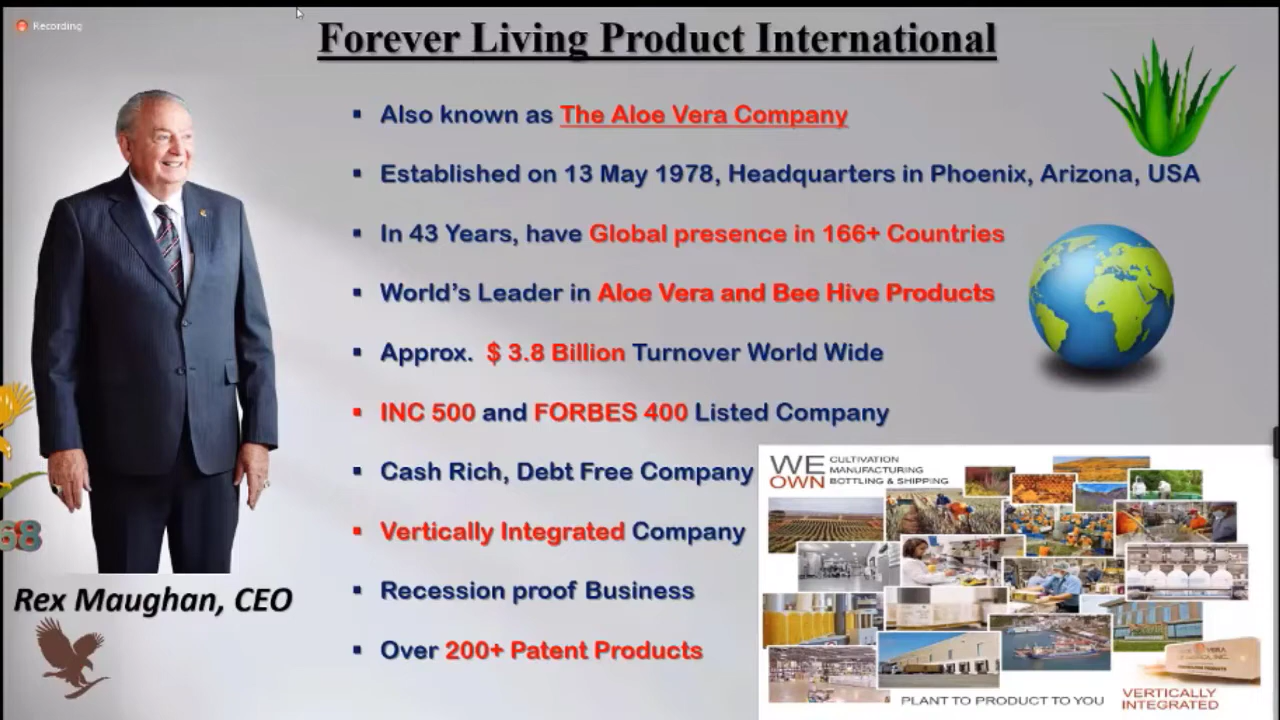 Recording
Forever Living Product International
Also known as The Aloe Vera Company
Established on 13 May 1978, Headquarters in Phoenix, Arizona, USA
In 43 Years, have Global presence in 166+ Countries
World's Leader in Aloe Vera and Bee Hive Products
Approx. $ 3.8 Billion Turnover World Wide
INC 500 and FORBES 400 Listed Company
Cash Rich, Debt Free Company
Vertically Integrated Company
Recession proof Business
Over 200+ Patent Products
68
Rex Maughan, CEO
WE OWN
CULTIVATION
MANUFACTURING
BOTTLING & SHIPPING
PLANT TO PRODUCT TO YOU
VERTICALLY
INTEGRATED